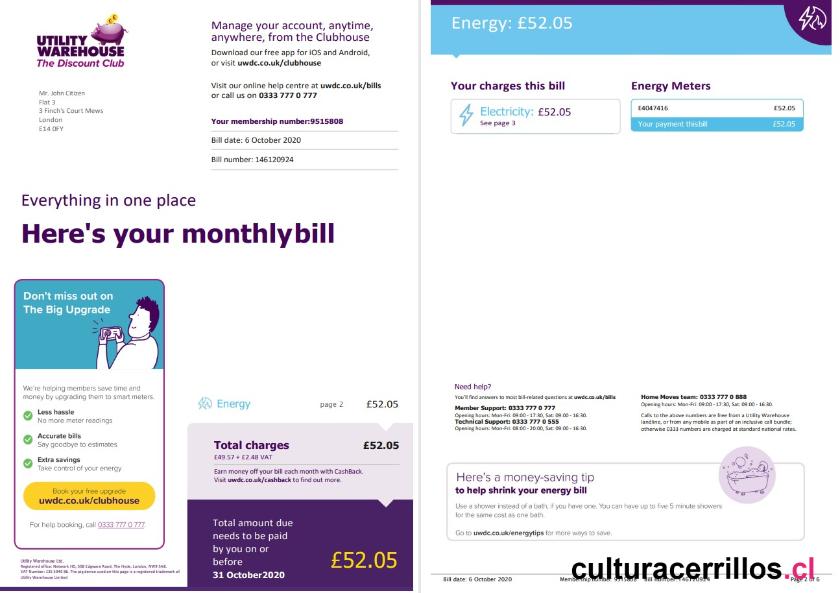 UTILITY
WAREHOUSE
The Discount Club
Mr. John Citizen
Flat 3
3 Finch's Court Mews
London
E14 0FY
Manage your account, anytime,
anywhere, from the Clubhouse
Download our free app for iOS and Android,
or visit uwdc.co.uk/clubhouse
Visit our online help centre at uwdc.co.uk/bills
or call us on 0333 777 0 777
Your membership number:9515808
Bill date: 6 October 2020
Bill number: 146120924
Everything in one place
Here's your monthlybill
Don't miss out on
The Big Upgrade
We're helping members save time and
money by upgrading them to smart meters.
Less hassle
No more meter readings
Accurate bills
Say goodbye to estimates
Extra savings
Take control of your energy
Book your free upgrade
uwdc.co.uk/clubhouse
For help booking, call 0333 777 0 777.
Utility Warehouse Ltd.
Energy page 2 £52.05
Total charges £52.05
£49.57 + £2.48 VAT
Earn money off your bill each month with CashBack.
Visit uwdc.co.uk/cashback to find out more.
Total amount due
needs to be paid
by you on or
before
31 October2020
£52.05
Energy: £52.05
Your charges this bill
Electricity: £52.05
See page 3
Energy Meters
E4047416 £52.05
Your payment thisbill £52.05
Need help?
You'll find answers to most bill-related questions at uwdc.co.uk/bills
Member Support: 0333 777 0 777
Opening hours: Mon-Fri: 09:00 - 17:30, Sat: 09:00 - 16:30.
Technical Support: 0333 777 0 555
Opening hours: Mon-Fri: 08:00 - 20:00, Sat: 09:00 - 16:30.
Home Moves team: 0333 777 0 888
Opening hours: Mon-Fri: 09:00 - 17:30, Sat: 09:00 - 16:30.
Calls to the above numbers are free from a Utility Warehouse
landline, or from any mobile as part of an inclusive call bundle;
otherwise 0333 numbers are charged at standard national rates.
Here's a money-saving tip
to help shrink your energy bill
Use a shower instead of a bath, if you have one. You can have up to five 5 minute showers
for the same cost as one bath.
Go to uwdc.co.uk/energytips for more ways to save.
culturacerrillos.cl
Bill date: 6 October 2020